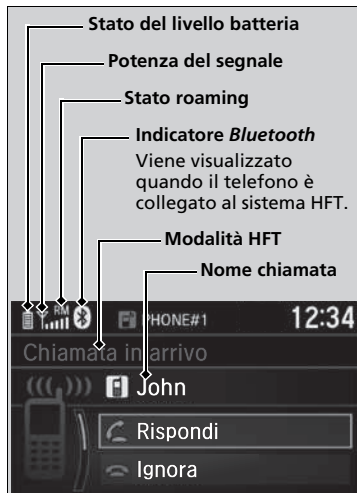 Stato del livello batteria
Potenza del segnale
Stato roaming
Indicatore Bluetooth
Viene visualizzato
quando il telefono è
collegato al sistema HFT.
Modalità HFT
Nome chiamata
RM PHONE#1 12:34
Chiamata in arrivo
John
Rispondi
Ignora